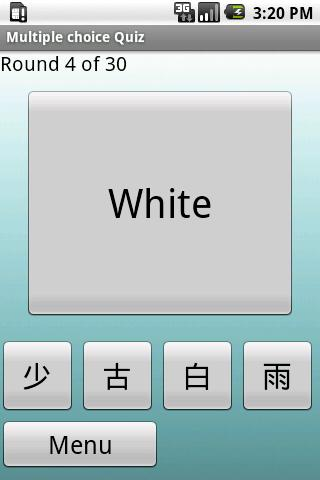 3G 3:20 PM
Multiple choice Quiz
Round 4 of 30
White
少 古 白 雨
Menu